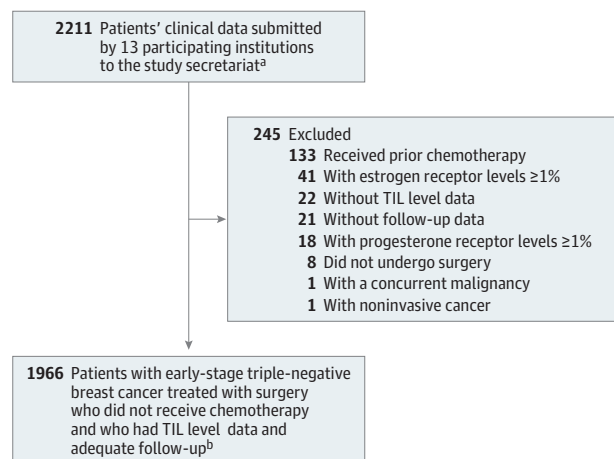 2211 Patients' clinical data submitted
by 13 participating institutions
to the study secretariatᵃ
245 Excluded
133 Received prior chemotherapy
41 With estrogen receptor levels ≥1%
22 Without TIL level data
21 Without follow-up data
18 With progesterone receptor levels ≥1%
8 Did not undergo surgery
1 With a concurrent malignancy
1 With noninvasive cancer
1966 Patients with early-stage triple-negative
breast cancer treated with surgery
who did not receive chemotherapy
and who had TIL level data and
adequate follow-upᵇ